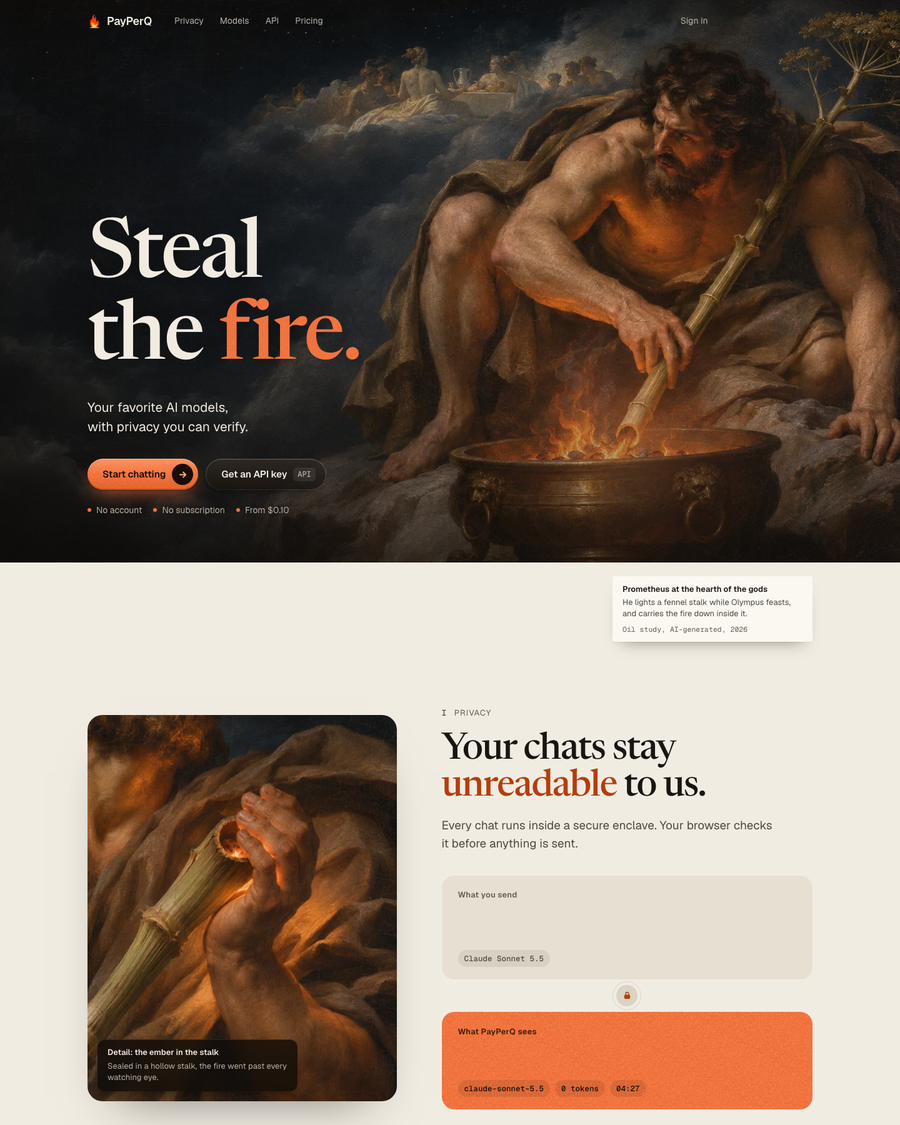 PayPerQ Privacy Models API Pricing Sign in
Steal
the fire.
Your favorite AI models,
with privacy you can verify.
Start chatting → Get an API key API
No account No subscription From $0.10
Prometheus at the hearth of the gods
He lights a fennel stalk while Olympus feasts,
and carries the fire down inside it.
Oil study, AI-generated, 2026
I PRIVACY
Your chats stay
unreadable to us.
Every chat runs inside a secure enclave. Your browser checks
it before anything is sent.
What you send
Claude Sonnet 5.5
What PayPerQ sees
claude-sonnet-5.5 0 tokens 04:27
Detail: the ember in the stalk
Sealed in a hollow stalk, the fire went past every
watching eye.